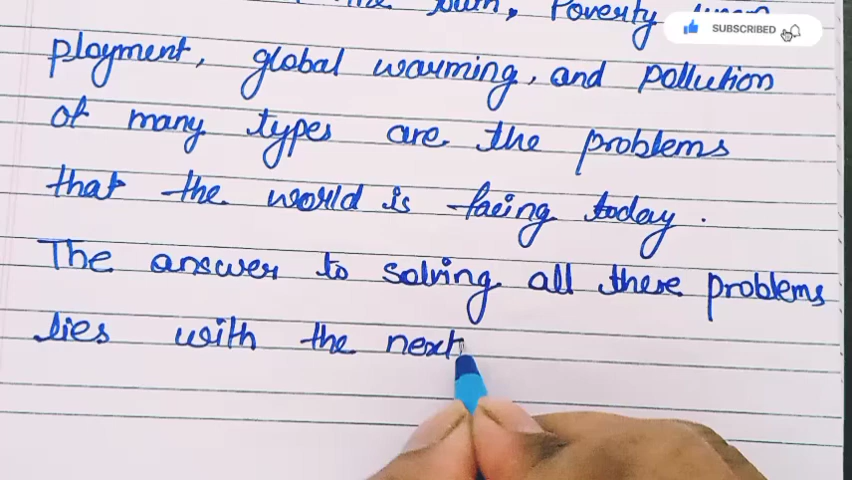 Poverty
SUBSCRIBED
ployment, global warming, and pollution
of many types are the problems
that the world is facing today.
The answer to solving all these problems
lies with the next